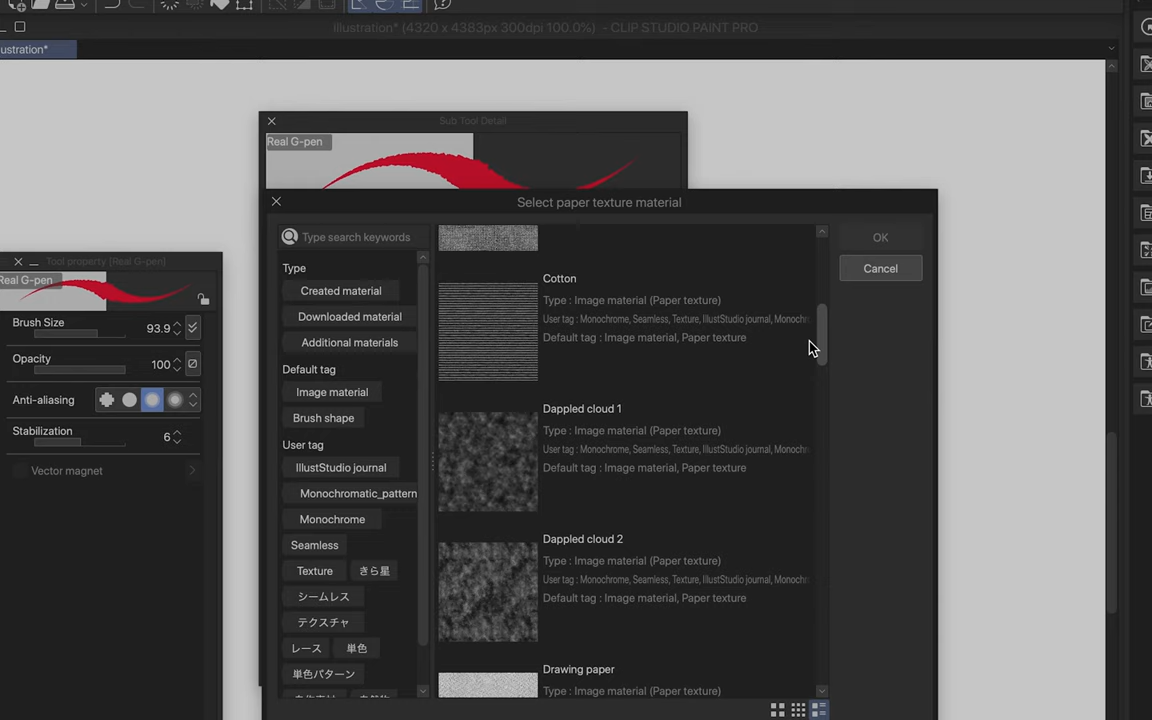 Illustration* (4320 x 4383px 300dpi 100.0%) - CLIP STUDIO PAINT PRO
ustration*
Sub Tool Detail
Real G-pen
Select paper texture material
Type search keywords
OK
Cancel
Type
Created material
Downloaded material
Additional materials
Default tag
Image material
Brush shape
User tag
IllustStudio journal
Monochromatic_pattern
Monochrome
Seamless
Texture
きら星
シームレス
テクスチャ
レース
単色
単色パターン
Cotton
Type : Image material (Paper texture)
User tag : Monochrome, Seamless, Texture, IllustStudio journal, Monochr
Default tag : Image material, Paper texture
Dappled cloud 1
Type : Image material (Paper texture)
User tag : Monochrome, Seamless, Texture, IllustStudio journal, Monochr
Default tag : Image material, Paper texture
Dappled cloud 2
Type : Image material (Paper texture)
User tag : Monochrome, Seamless, Texture, IllustStudio journal, Monochr
Default tag : Image material, Paper texture
Drawing paper
Type : Image material (Paper texture)
Tool property [Real G-pen]
Real G-pen
Brush Size
93.9
Opacity
100
Anti-aliasing
Stabilization
6
Vector magnet